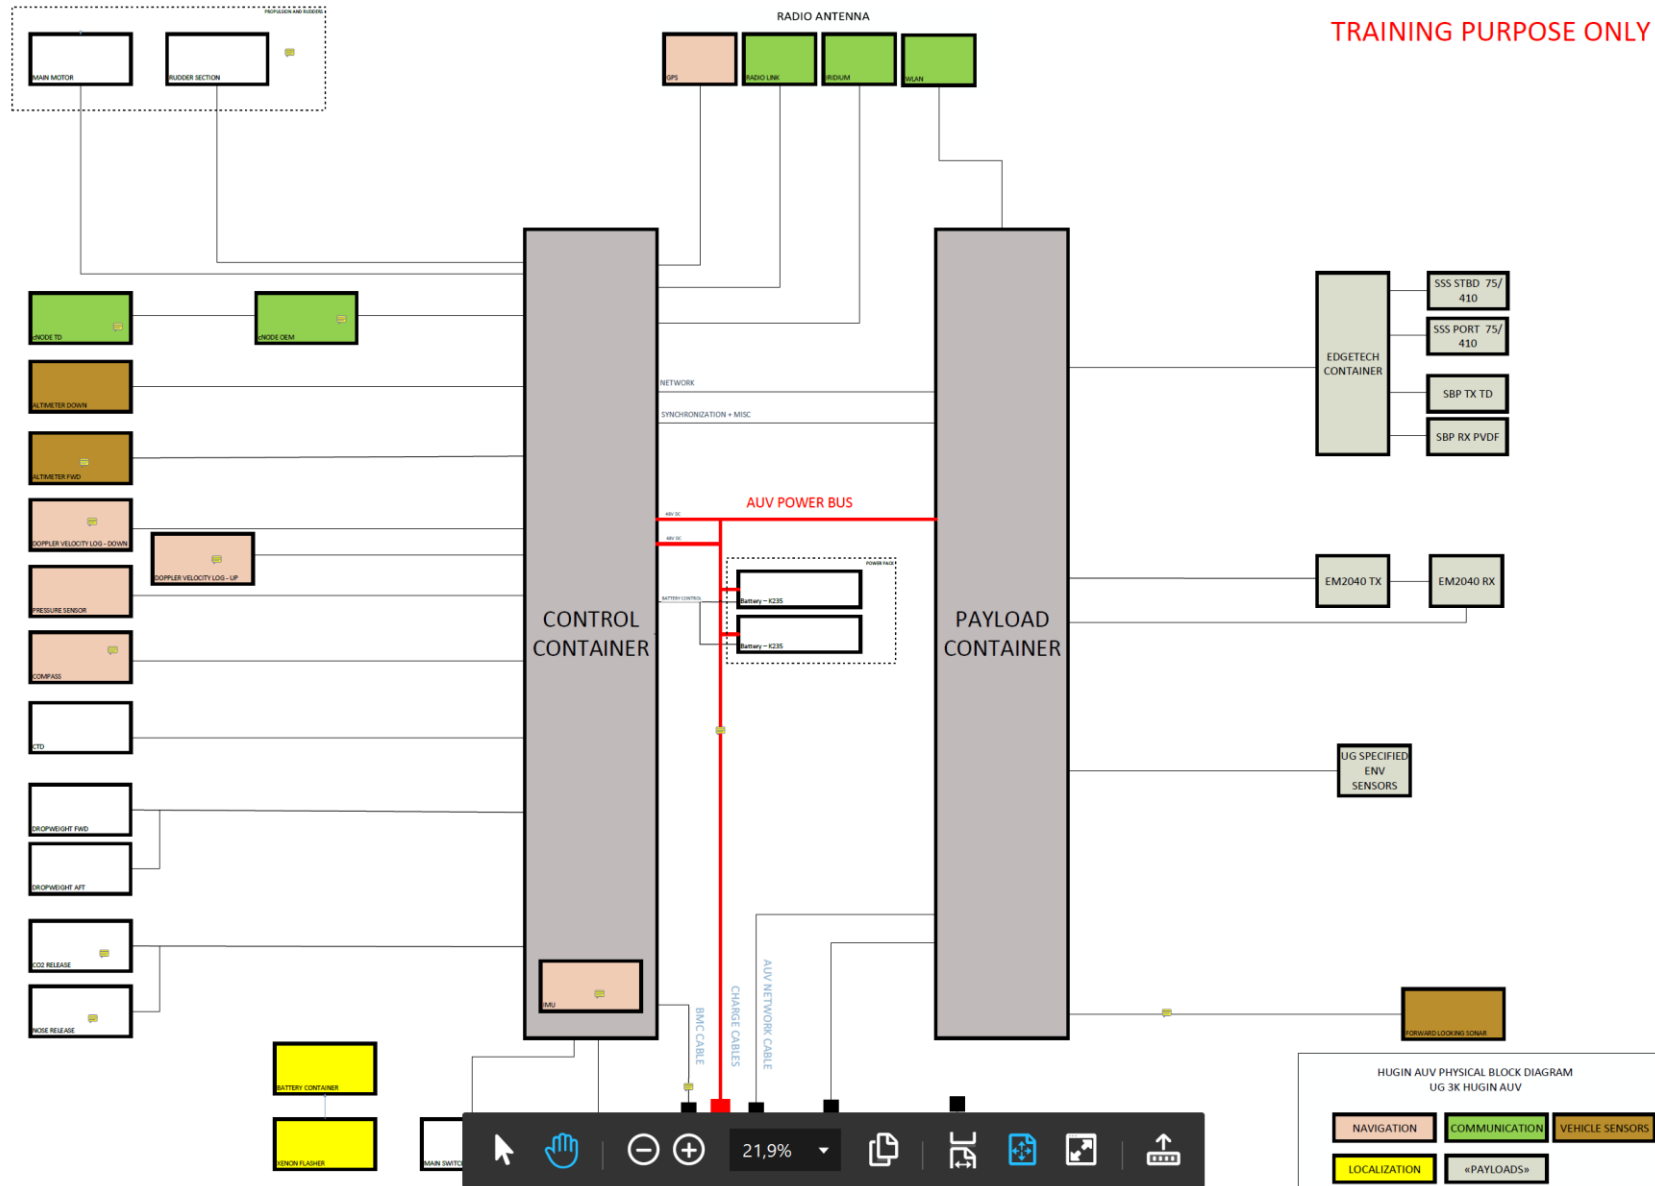 PROPULSION AND RUDDERS
MAIN MOTOR
RUDDER SECTION
RADIO ANTENNA
GPS
RADIO LINK
IRIDIUM
WLAN
TRAINING PURPOSE ONLY
cNODE TD
cNODE OEM
ALTIMETER DOWN
ALTIMETER FWD
DOPPLER VELOCITY LOG - DOWN
DOPPLER VELOCITY LOG - UP
PRESSURE SENSOR
COMPASS
CTD
DROPWEIGHT FWD
DROPWEIGHT AFT
CO2 RELEASE
NOSE RELEASE
BATTERY CONTAINER
XENON FLASHER
MAIN SWITC
CONTROL
CONTAINER
IMU
NETWORK
SYNCHRONIZATION + MISC
AUV POWER BUS
48V DC
48V DC
POWER PACK
BATTERY CONTROL
Battery – K235
Battery – K235
BMC CABLE
CHARGE CABLES
AUV NETWORK CABLE
PAYLOAD
CONTAINER
EDGETECH
CONTAINER
SSS STBD 75/
410
SSS PORT 75/
410
SBP TX TD
SBP RX PVDF
EM2040 TX
EM2040 RX
UG SPECIFIED
ENV
SENSORS
FORWARD LOOKING SONAR
HUGIN AUV PHYSICAL BLOCK DIAGRAM
UG 3K HUGIN AUV
NAVIGATION
COMMUNICATION
VEHICLE SENSORS
LOCALIZATION
«PAYLOADS»
21,9%